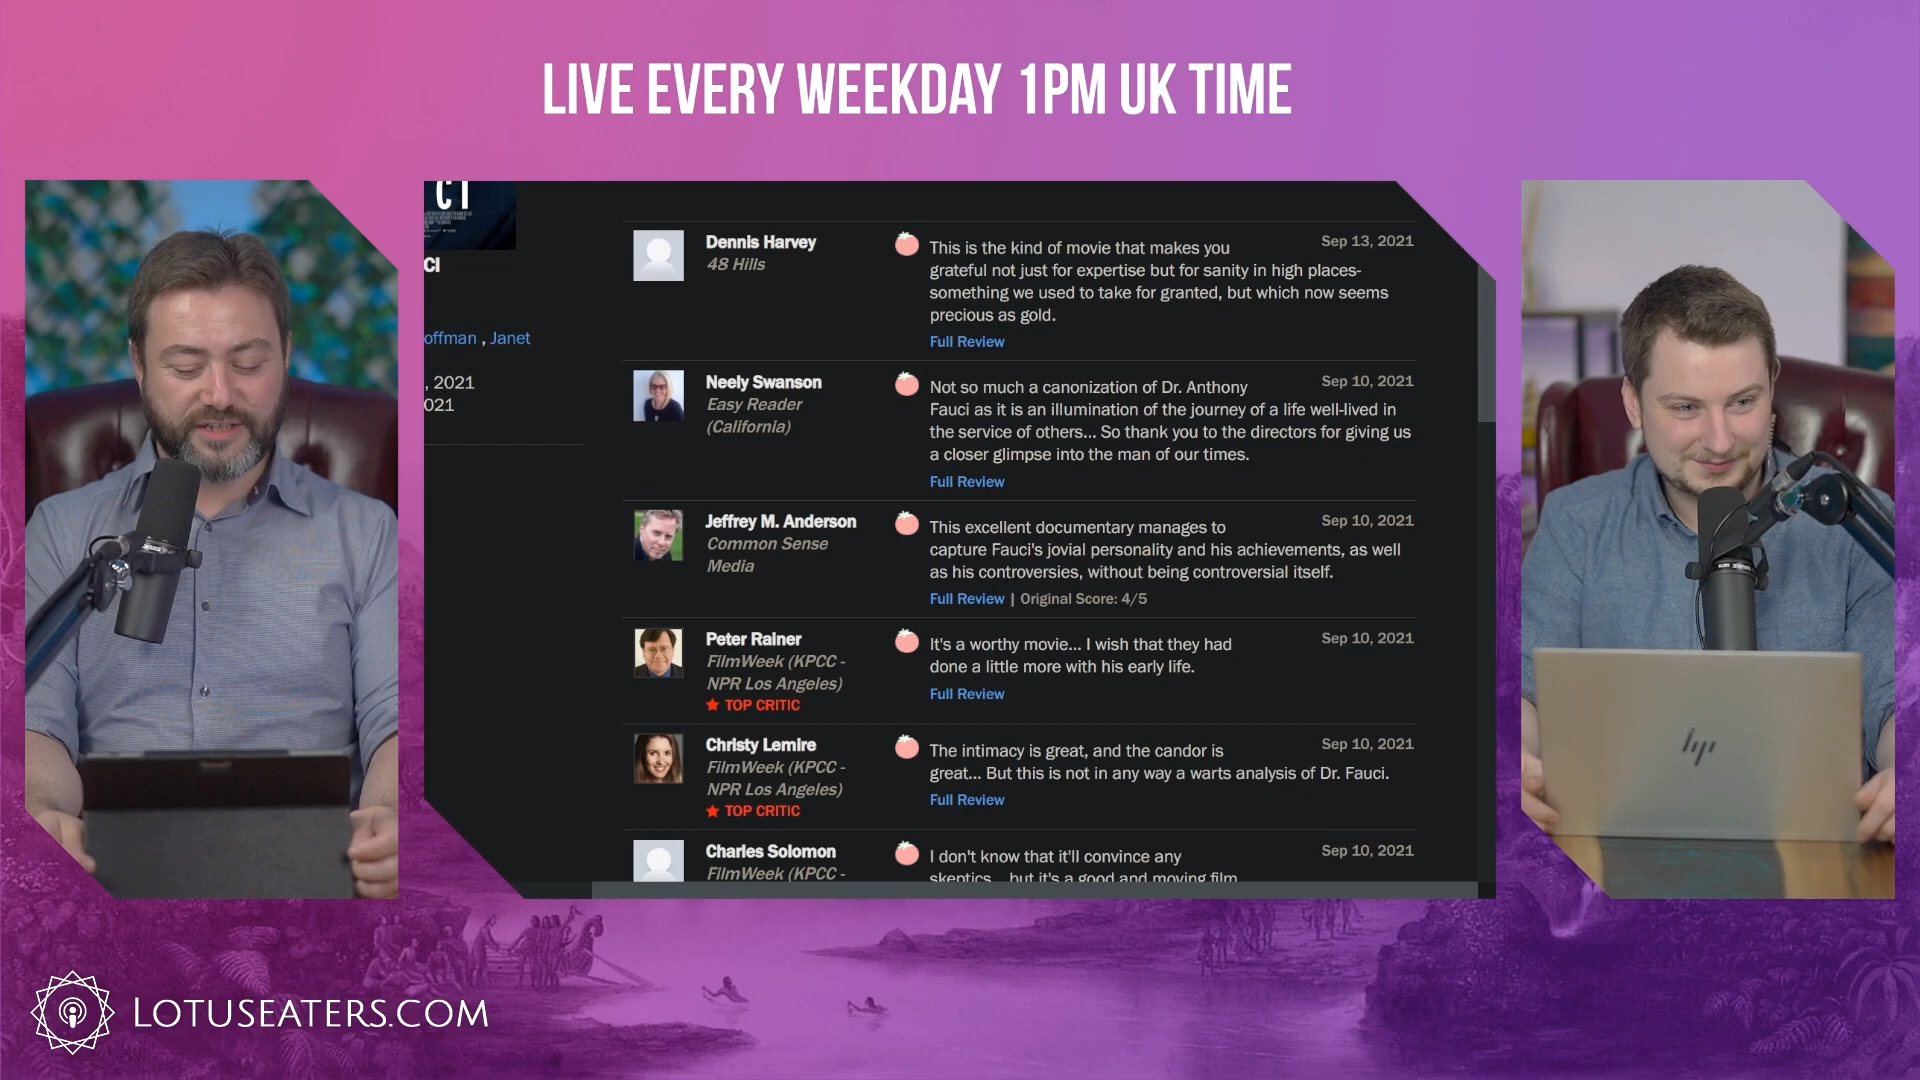 LIVE EVERY WEEKDAY 1PM UK TIME
CT
CI
offman , Janet
, 2021
021
Dennis Harvey
48 Hills
This is the kind of movie that makes you
grateful not just for expertise but for sanity in high places-
something we used to take for granted, but which now seems
precious as gold.
Full Review
Sep 13, 2021
Neely Swanson
Easy Reader
(California)
Not so much a canonization of Dr. Anthony
Fauci as it is an illumination of the journey of a life well-lived in
the service of others... So thank you to the directors for giving us
a closer glimpse into the man of our times.
Full Review
Sep 10, 2021
Jeffrey M. Anderson
Common Sense
Media
This excellent documentary manages to
capture Fauci's jovial personality and his achievements, as well
as his controversies, without being controversial itself.
Full Review | Original Score: 4/5
Sep 10, 2021
Peter Rainer
FilmWeek (KPCC -
NPR Los Angeles)
TOP CRITIC
It's a worthy movie... I wish that they had
done a little more with his early life.
Full Review
Sep 10, 2021
Christy Lemire
FilmWeek (KPCC -
NPR Los Angeles)
TOP CRITIC
The intimacy is great, and the candor is
great... But this is not in any way a warts analysis of Dr. Fauci.
Full Review
Sep 10, 2021
Charles Solomon
FilmWeek (KPCC -
I don't know that it'll convince any
skeptics... but it's a good and moving film
Sep 10, 2021
hp
LOTUSEATERS.COM